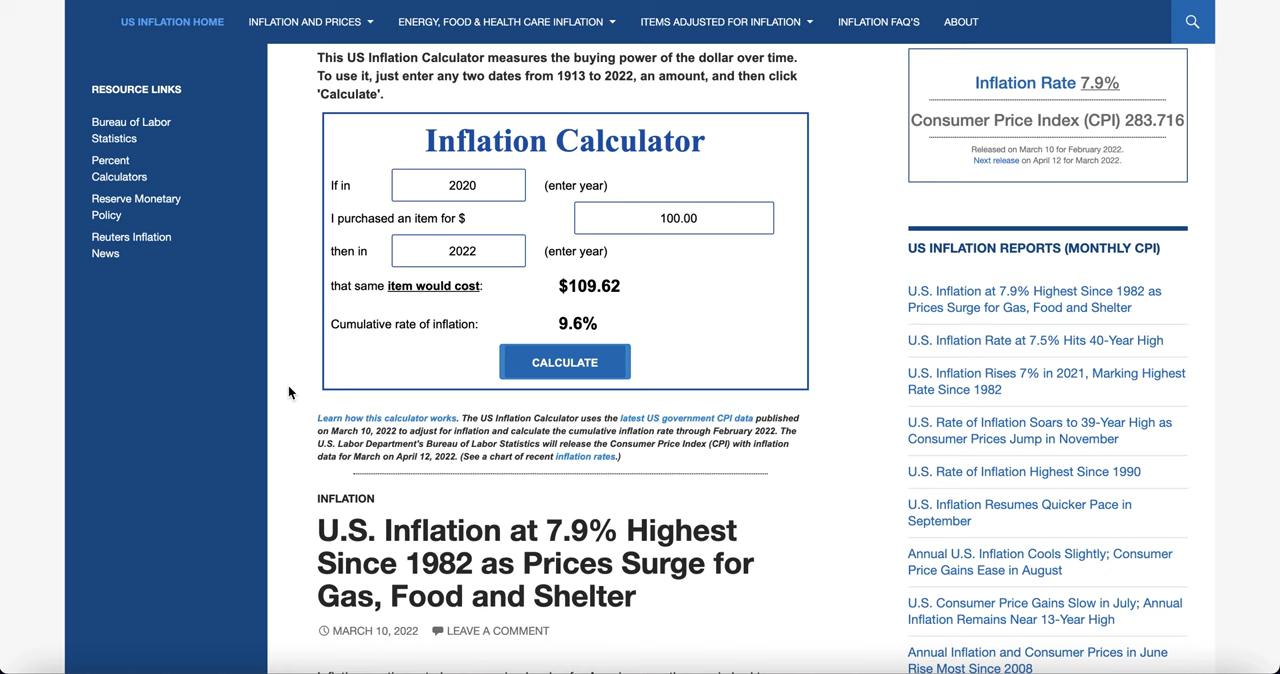 US INFLATION HOME
INFLATION AND PRICES
ENERGY, FOOD & HEALTH CARE INFLATION
ITEMS ADJUSTED FOR INFLATION
INFLATION FAQ'S
ABOUT
RESOURCE LINKS
Bureau of Labor
Statistics
Percent
Calculators
Reserve Monetary
Policy
Reuters Inflation
News
This US Inflation Calculator measures the buying power of the dollar over time.
To use it, just enter any two dates from 1913 to 2022, an amount, and then click
'Calculate'.
Inflation Calculator
If in 2020 (enter year)
I purchased an item for $ 100.00
then in 2022 (enter year)
that same item would cost: $109.62
Cumulative rate of inflation: 9.6%
CALCULATE
Learn how this calculator works. The US Inflation Calculator uses the latest US government CPI data published
on March 10, 2022 to adjust for inflation and calculate the cumulative inflation rate through February 2022. The
U.S. Labor Department's Bureau of Labor Statistics will release the Consumer Price Index (CPI) with inflation
data for March on April 12, 2022. (See a chart of recent inflation rates.)
INFLATION
U.S. Inflation at 7.9% Highest
Since 1982 as Prices Surge for
Gas, Food and Shelter
MARCH 10, 2022 LEAVE A COMMENT
Inflation Rate 7.9%
Consumer Price Index (CPI) 283.716
Released on March 10 for February 2022.
Next release on April 12 for March 2022.
US INFLATION REPORTS (MONTHLY CPI)
U.S. Inflation at 7.9% Highest Since 1982 as
Prices Surge for Gas, Food and Shelter
U.S. Inflation Rate at 7.5% Hits 40-Year High
U.S. Inflation Rises 7% in 2021, Marking Highest
Rate Since 1982
U.S. Rate of Inflation Soars to 39-Year High as
Consumer Prices Jump in November
U.S. Rate of Inflation Highest Since 1990
U.S. Inflation Resumes Quicker Pace in
September
Annual U.S. Inflation Cools Slightly; Consumer
Price Gains Ease in August
U.S. Consumer Price Gains Slow in July; Annual
Inflation Remains Near 13-Year High
Annual Inflation and Consumer Prices in June
Rise Most Since 2008